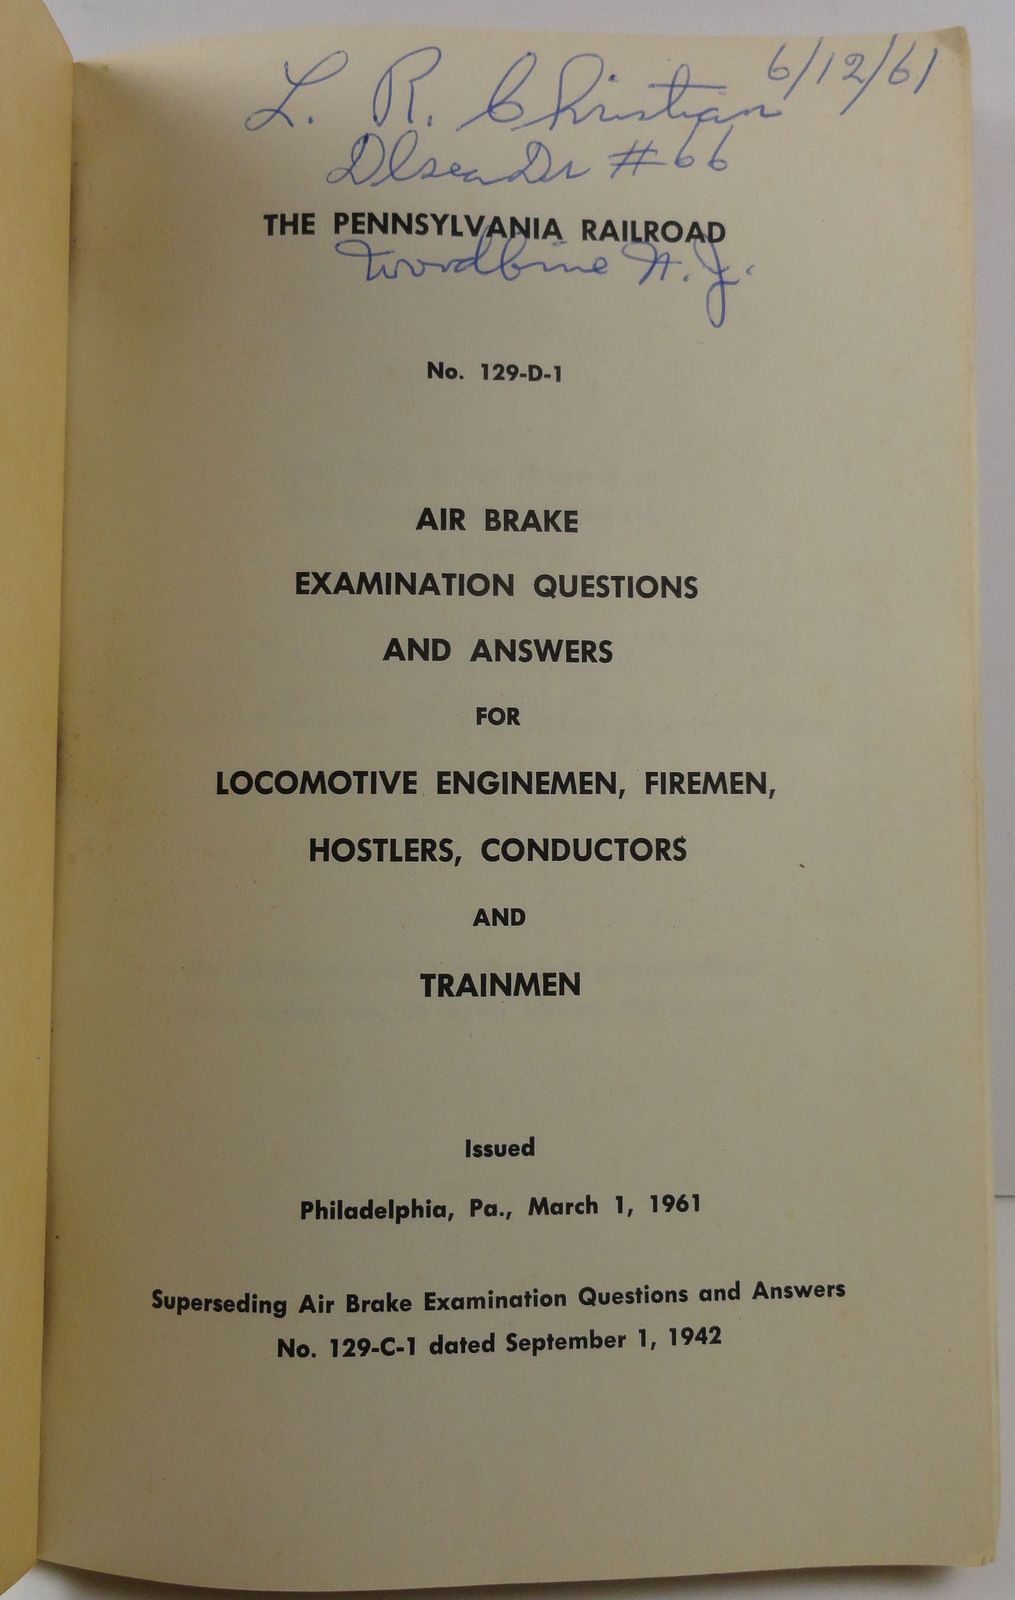 L. R. Christian 6/12/61
#66
THE PENNSYLVANIA RAILROAD
Woodbine N. J.
No. 129-D-1
AIR BRAKE
EXAMINATION QUESTIONS
AND ANSWERS
FOR
LOCOMOTIVE ENGINEMEN, FIREMEN,
HOSTLERS, CONDUCTORS
AND
TRAINMEN
Issued
Philadelphia, Pa., March 1, 1961
Superseding Air Brake Examination Questions and Answers
No. 129-C-1 dated September 1, 1942